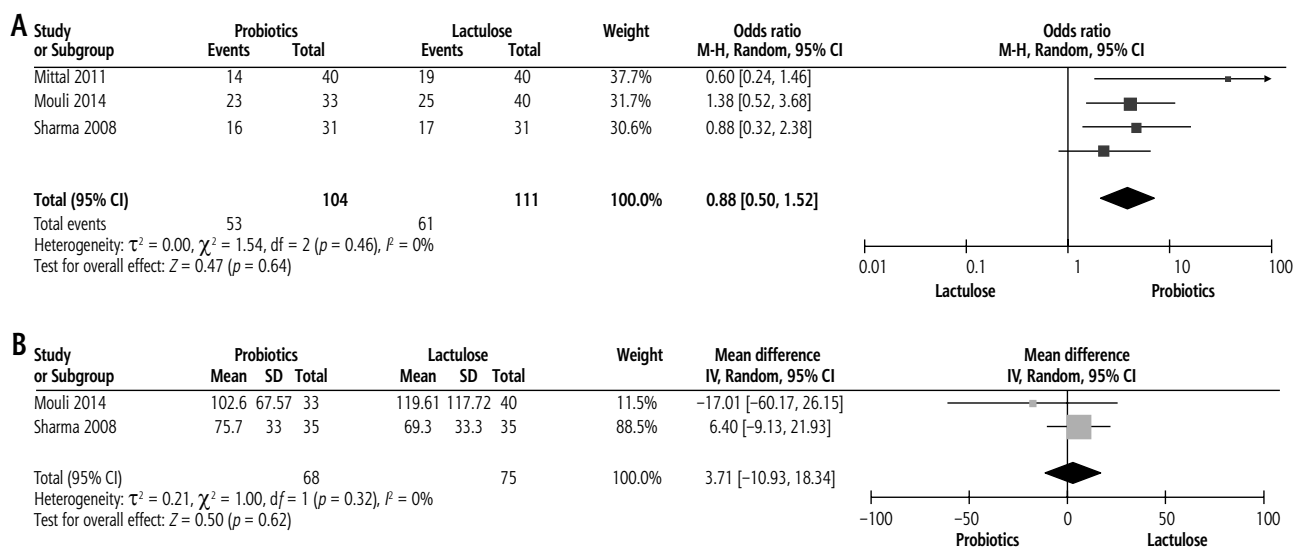 A Study Probiotics Lactulose Weight Odds ratio Odds ratio
or Subgroup Events Total Events Total M-H, Random, 95% CI M-H, Random, 95% CI
Mittal 2011 14 40 19 40 37.7% 0.60 [0.24, 1.46]
Mouli 2014 23 33 25 40 31.7% 1.38 [0.52, 3.68]
Sharma 2008 16 31 17 31 30.6% 0.88 [0.32, 2.38]
Total (95% CI) 104 111 100.0% 0.88 [0.50, 1.52]
Total events 53 61
Heterogeneity: τ² = 0.00, χ² = 1.54, df = 2 (p = 0.46), I² = 0%
Test for overall effect: Z = 0.47 (p = 0.64)
0.01 0.1 1 10 100
Lactulose Probiotics
B Study Probiotics Lactulose Weight Mean difference Mean difference
or Subgroup Mean SD Total Mean SD Total IV, Random, 95% CI IV, Random, 95% CI
Mouli 2014 102.6 67.57 33 119.61 117.72 40 11.5% −17.01 [−60.17, 26.15]
Sharma 2008 75.7 33 35 69.3 33.3 35 88.5% 6.40 [−9.13, 21.93]
Total (95% CI) 68 75 100.0% 3.71 [−10.93, 18.34]
Heterogeneity: τ² = 0.21, χ² = 1.00, df = 1 (p = 0.32), I² = 0%
Test for overall effect: Z = 0.50 (p = 0.62)
−100 −50 0 50 100
Probiotics Lactulose